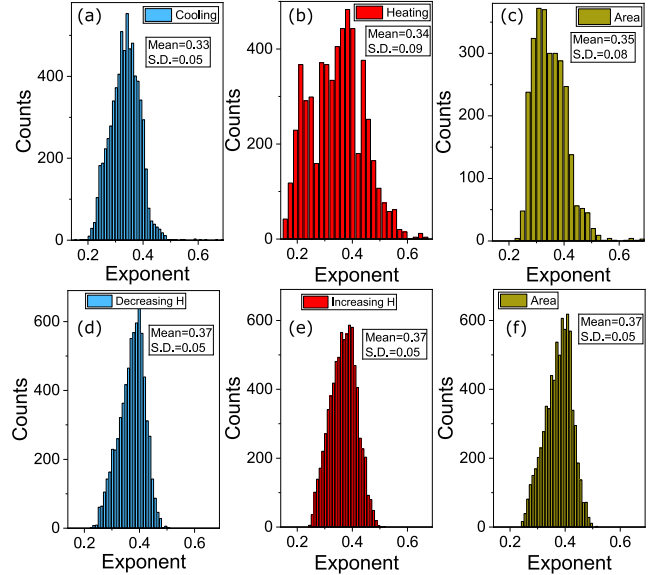 (a)
Cooling
Mean=0.33
S.D.=0.05
Counts
400
200
0
0.2
0.4
0.6
Exponent
(b)
Heating
Mean=0.34
S.D.=0.09
400
200
0
0.2
0.4
0.6
Exponent
(c)
Area
Mean=0.35
S.D.=0.08
300
150
0
0.2
0.4
0.6
Exponent
Decreasing H
(d)
Mean=0.37
S.D.=0.05
Counts
600
400
200
0
0.2
0.4
0.6
Exponent
Increasing H
(e)
Mean=0.37
S.D.=0.05
Counts
600
400
200
0
0.2
0.4
0.6
Exponent
Area
(f)
Mean=0.37
S.D.=0.05
Counts
600
400
200
0
0.2
0.4
0.6
Exponent